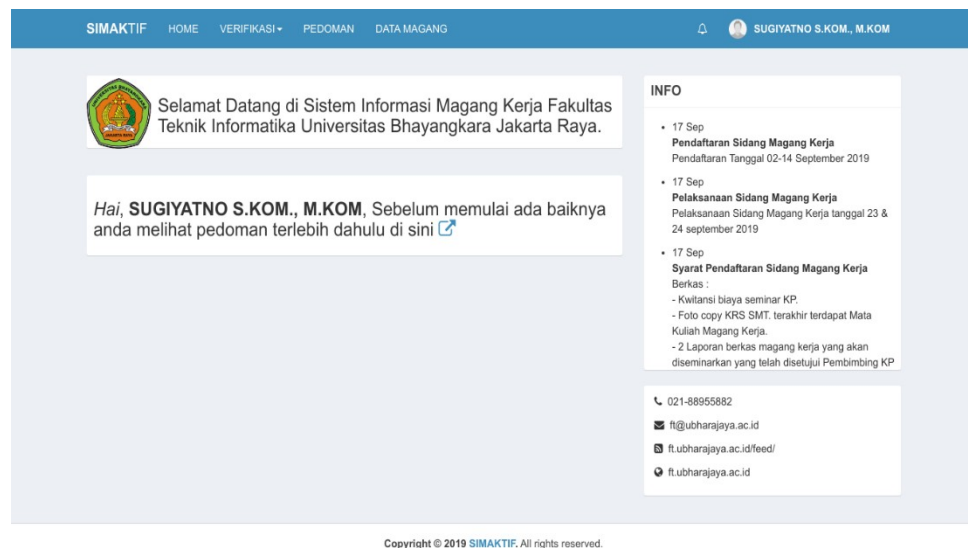 SIMAKTIF HOME VERIFIKASI PEDOMAN DATA MAGANG SUGIYATNO S.KOM., M.KOM
Selamat Datang di Sistem Informasi Magang Kerja Fakultas
Teknik Informatika Universitas Bhayangkara Jakarta Raya.
Hai, SUGIYATNO S.KOM., M.KOM, Sebelum memulai ada baiknya
anda melihat pedoman terlebih dahulu di sini
INFO
• 17 Sep
Pendaftaran Sidang Magang Kerja
Pendaftaran Tanggal 02-14 September 2019
• 17 Sep
Pelaksanaan Sidang Magang Kerja
Pelaksanaan Sidang Magang Kerja tanggal 23 &
24 september 2019
• 17 Sep
Syarat Pendaftaran Sidang Magang Kerja
Berkas :
- Kwitansi biaya seminar KP.
- Foto copy KRS SMT. terakhir terdapat Mata
Kuliah Magang Kerja.
- 2 Laporan berkas magang kerja yang akan
diseminarkan yang telah disetujui Pembimbing KP
021-88955882
ft@ubharajaya.ac.id
ft.ubharajaya.ac.id/feed/
ft.ubharajaya.ac.id
Copyright © 2019 SIMAKTIF. All rights reserved.